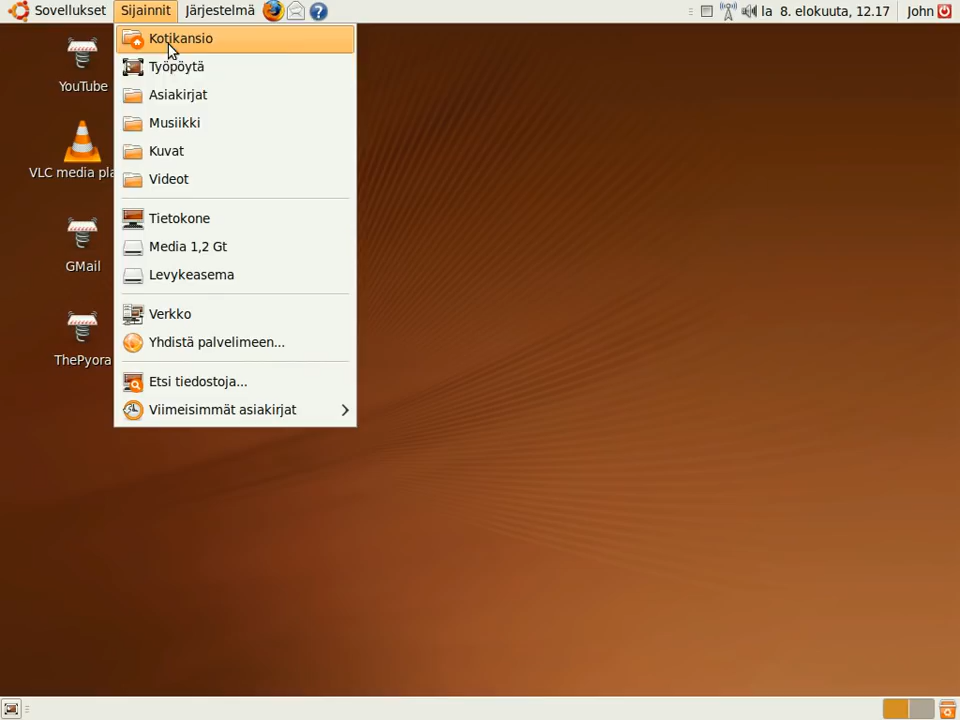 Sovellukset Sijainnit Järjestelmä la 8. elokuuta, 12.17 John
YouTube
VLC media pla
GMail
ThePyora
Kotikansio
Työpöytä
Asiakirjat
Musiikki
Kuvat
Videot
Tietokone
Media 1,2 Gt
Levykeasema
Verkko
Yhdistä palvelimeen...
Etsi tiedostoja...
Viimeisimmät asiakirjat